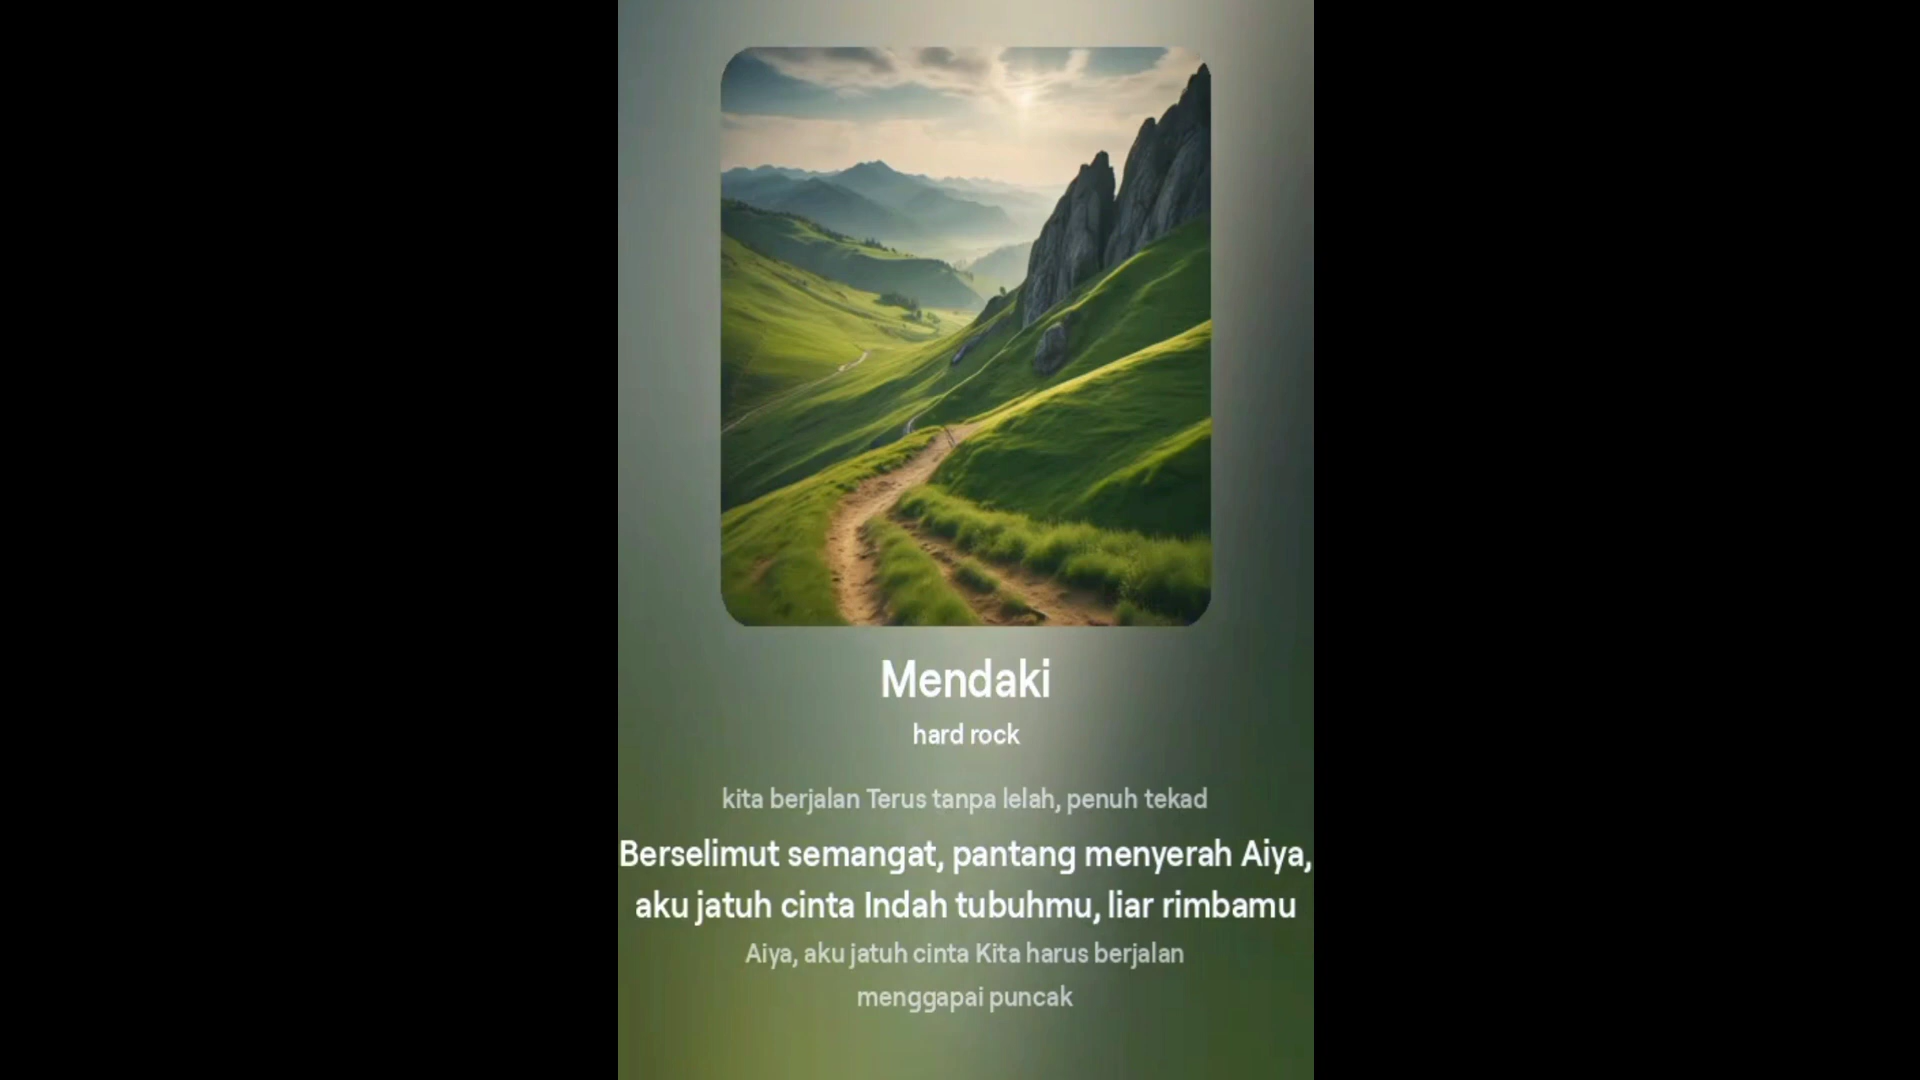 Mendaki
hard rock
kita berjalan Terus tanpa lelah, penuh tekad
Berselimut semangat, pantang menyerah Aiya,
aku jatuh cinta Indah tubuhmu, liar rimbamu
Aiya, aku jatuh cinta Kita harus berjalan
menggapai puncak